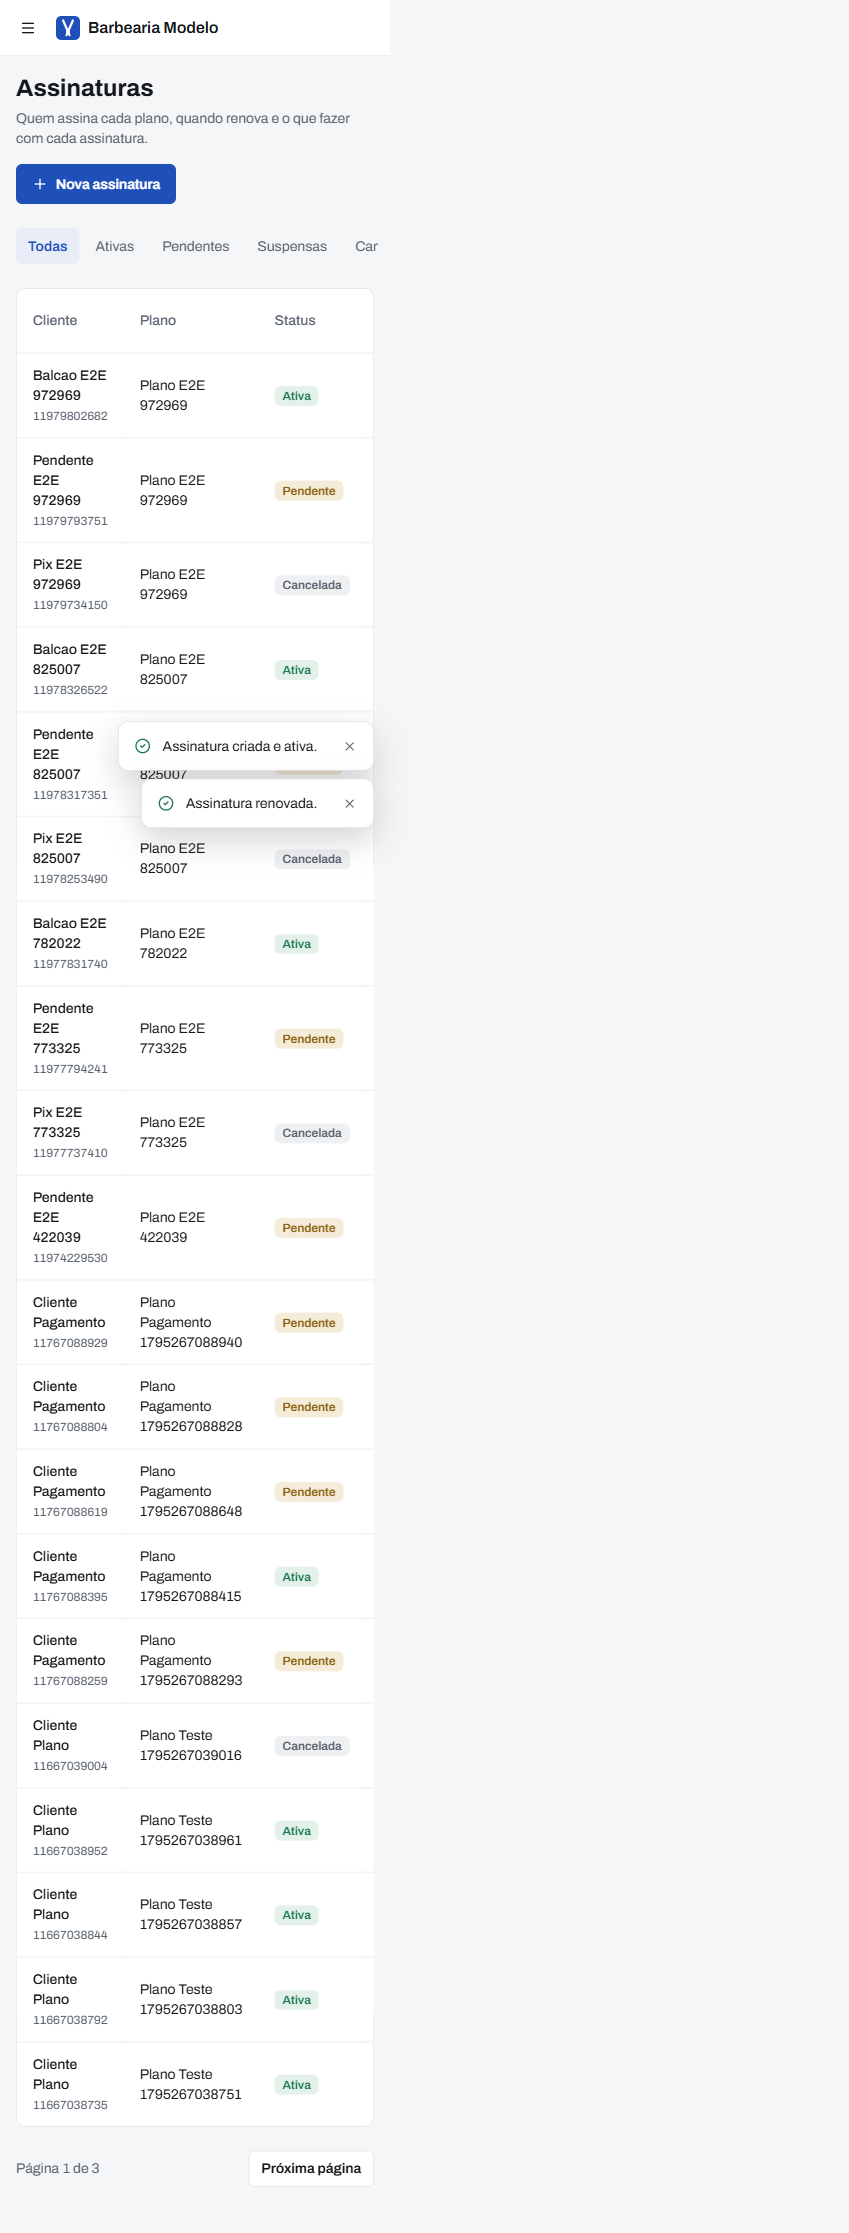 Barbearia Modelo
Assinaturas
Quem assina cada plano, quando renova e o que fazer
com cada assinatura.
Nova assinatura
Todas Ativas Pendentes Suspensas
Cliente Plano Status
Balcao E2E
972969
11979802682
Plano E2E
972969
Ativa
Pendente
E2E
972969
11979793751
Plano E2E
972969
Pendente
Pix E2E
972969
11979734150
Plano E2E
972969
Cancelada
Balcao E2E
825007
11978326522
Plano E2E
825007
Ativa
Pendente
E2E
825007
11978317351
825007
Assinatura criada e ativa.
Assinatura renovada.
Pix E2E
825007
11978253490
Plano E2E
825007
Cancelada
Balcao E2E
782022
11977831740
Plano E2E
782022
Ativa
Pendente
E2E
773325
11977794241
Plano E2E
773325
Pendente
Pix E2E
773325
11977737410
Plano E2E
773325
Cancelada
Pendente
E2E
422039
11974229530
Plano E2E
422039
Pendente
Cliente
Pagamento
11767088929
Plano
Pagamento
1795267088940
Pendente
Cliente
Pagamento
11767088804
Plano
Pagamento
1795267088828
Pendente
Cliente
Pagamento
11767088619
Plano
Pagamento
1795267088648
Pendente
Cliente
Pagamento
11767088395
Plano
Pagamento
1795267088415
Ativa
Cliente
Pagamento
11767088259
Plano
Pagamento
1795267088293
Pendente
Cliente
Plano
11667039004
Plano Teste
1795267039016
Cancelada
Cliente
Plano
11667038952
Plano Teste
1795267038961
Ativa
Cliente
Plano
11667038844
Plano Teste
1795267038857
Ativa
Cliente
Plano
11667038792
Plano Teste
1795267038803
Ativa
Cliente
Plano
11667038735
Plano Teste
1795267038751
Ativa
Página 1 de 3
Próxima página